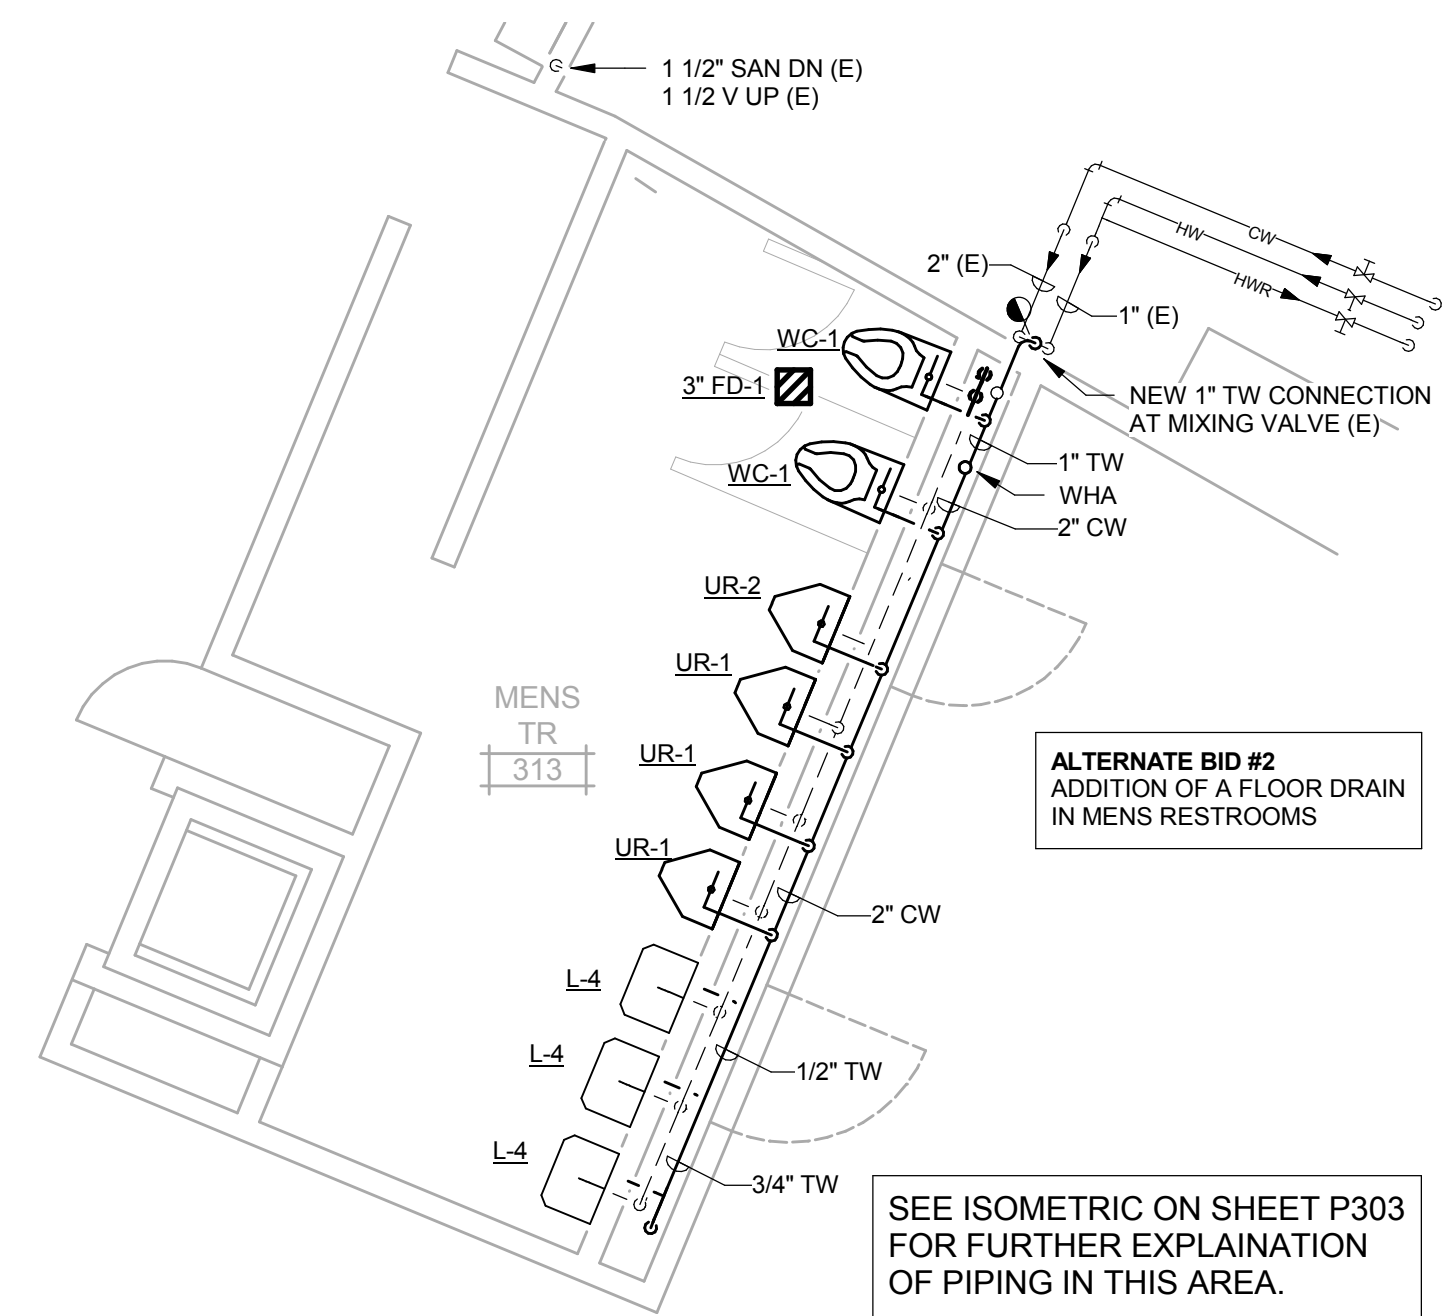 1 1/2" SAN DN (E)
1 1/2 V UP (E)
CW
HW
HWR
2" (E)
1" (E)
WC-1
3" FD-1
NEW 1" TW CONNECTION
AT MIXING VALVE (E)
1" TW
WC-1
WHA
2" CW
UR-2
UR-1
MENS
TR
313
UR-1
ALTERNATE BID #2
ADDITION OF A FLOOR DRAIN
IN MENS RESTROOMS
UR-1
2" CW
L-4
L-4
1/2" TW
L-4
3/4" TW
SEE ISOMETRIC ON SHEET P303
FOR FURTHER EXPLAINATION
OF PIPING IN THIS AREA.